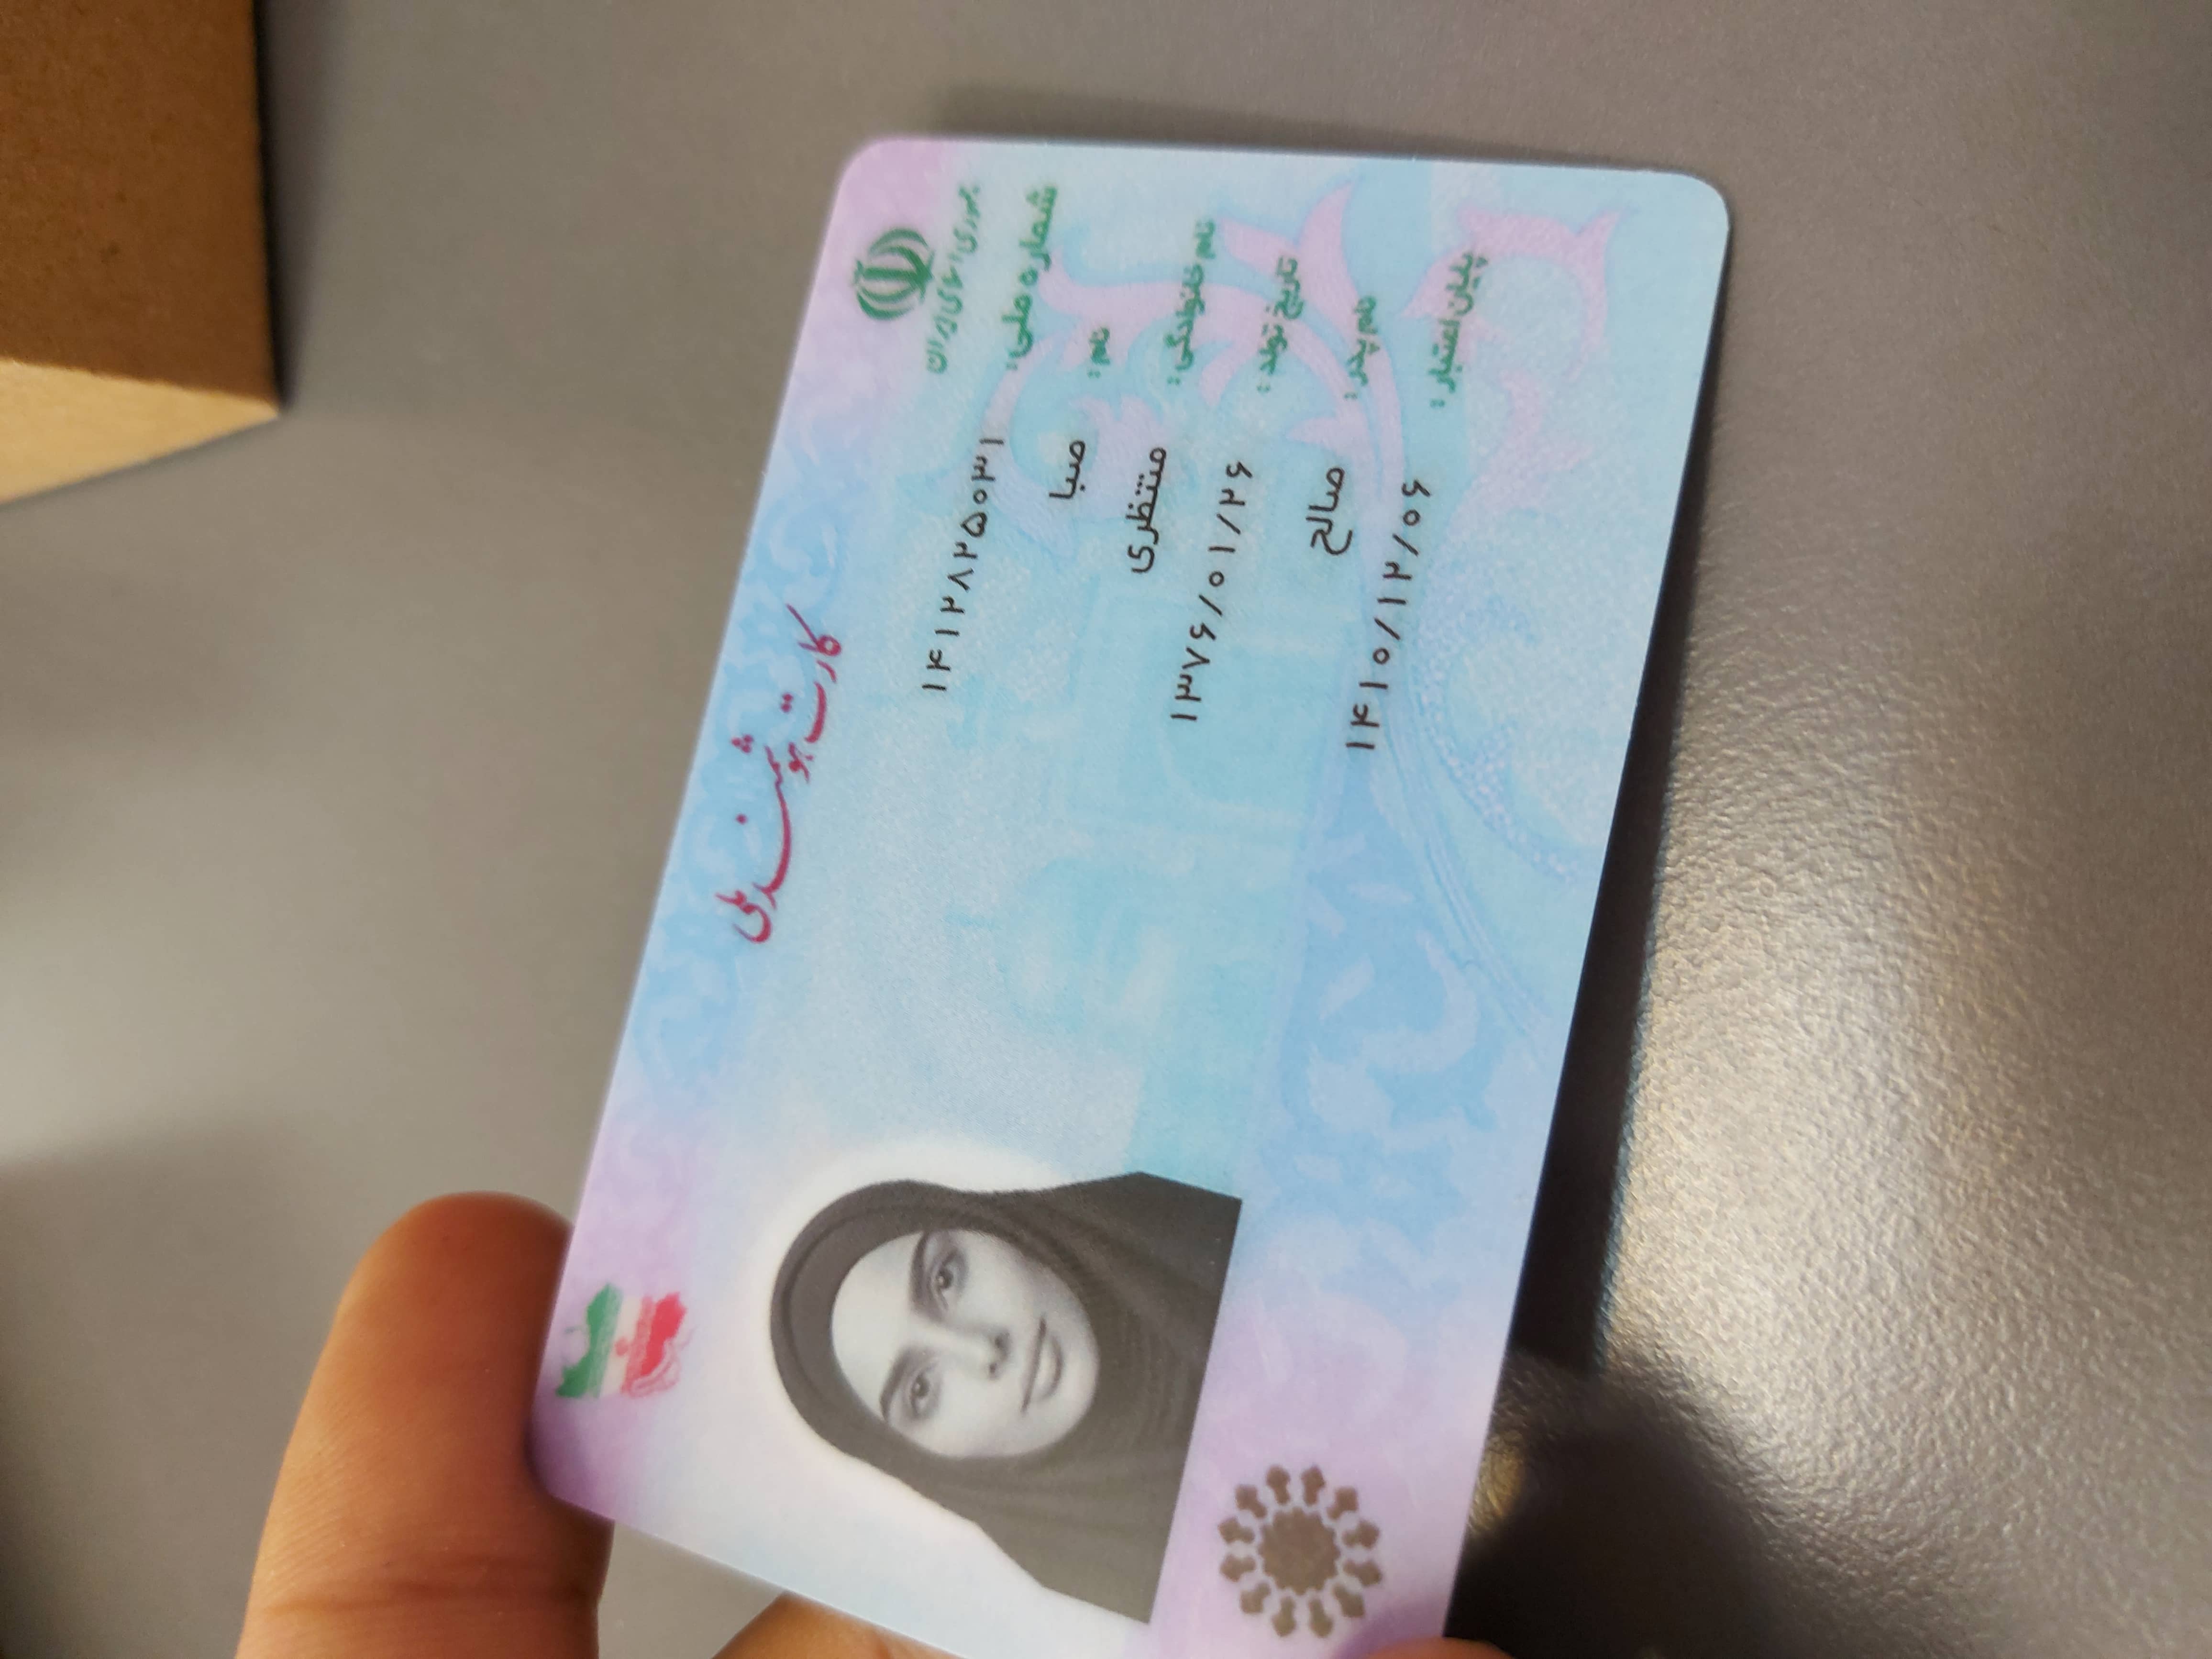 کارت هوشمند ملی
جمهوری اسلامی ایران
شماره ملی: ۱۴۱۲۸۲۵۰۳۱
نام: صبا
نام خانوادگی: منتظری
تاریخ تولد: ۱۳۷۶/۰۱/۲۶
نام پدر: صالح
پایان اعتبار: ۱۴۱۰/۱۲/۰۶